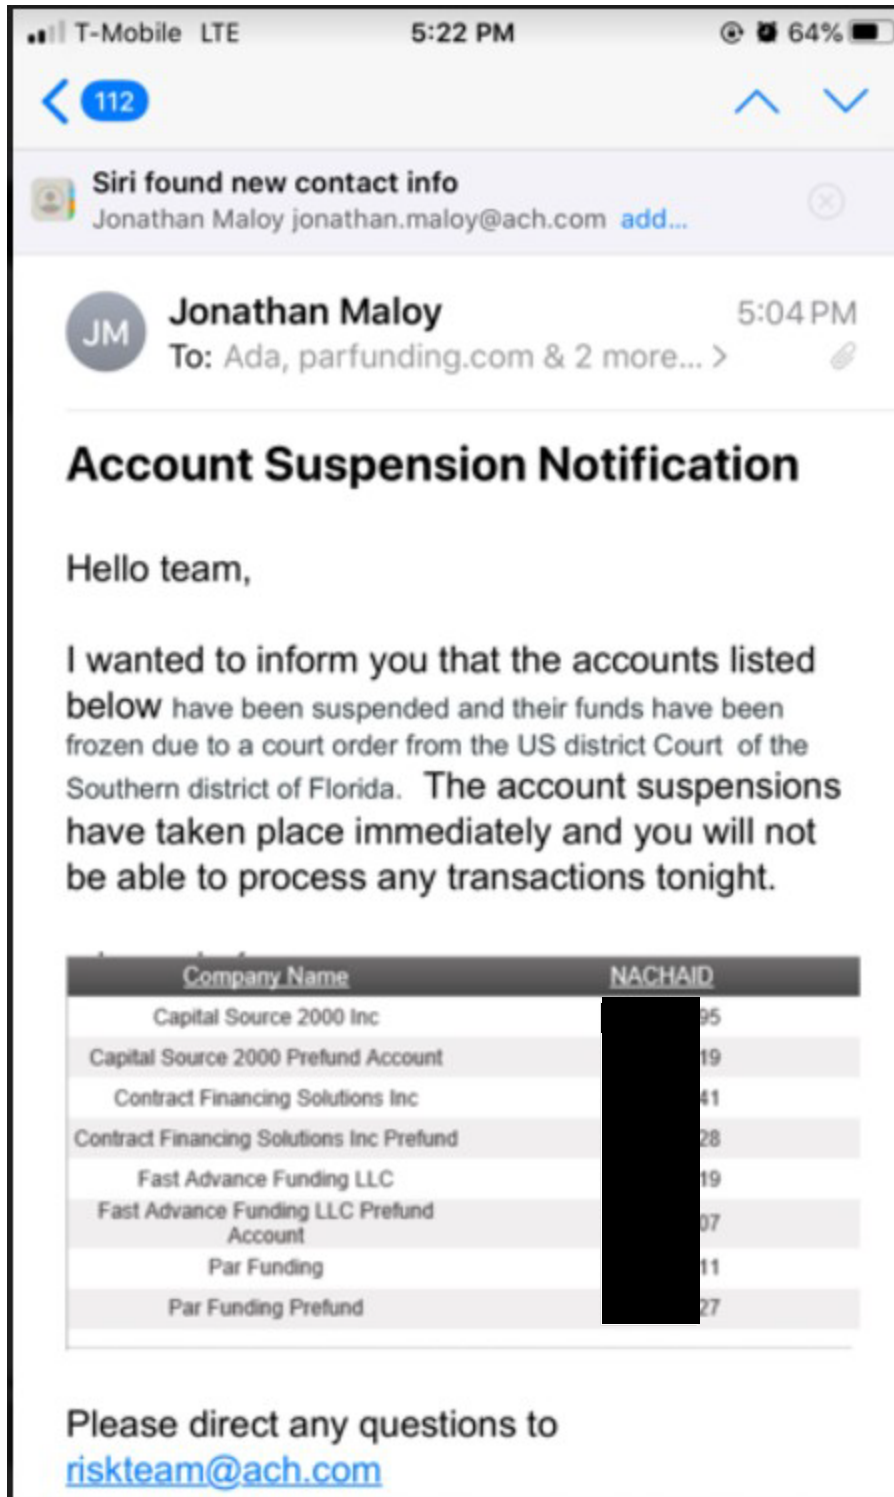 T-Mobile LTE 5:22 PM 64%
112
Siri found new contact info
Jonathan Maloy jonathan.maloy@ach.com add...
JM
Jonathan Maloy 5:04 PM
To: Ada, parfunding.com & 2 more... >
Account Suspension Notification
Hello team,
I wanted to inform you that the accounts listed
below have been suspended and their funds have been
frozen due to a court order from the US district Court of the
Southern district of Florida. The account suspensions
have taken place immediately and you will not
be able to process any transactions tonight.
Company Name NACHAID
Capital Source 2000 Inc 95
Capital Source 2000 Prefund Account 19
Contract Financing Solutions Inc 41
Contract Financing Solutions Inc Prefund 28
Fast Advance Funding LLC 19
Fast Advance Funding LLC Prefund
Account 07
Par Funding 11
Par Funding Prefund 27
Please direct any questions to
riskteam@ach.com